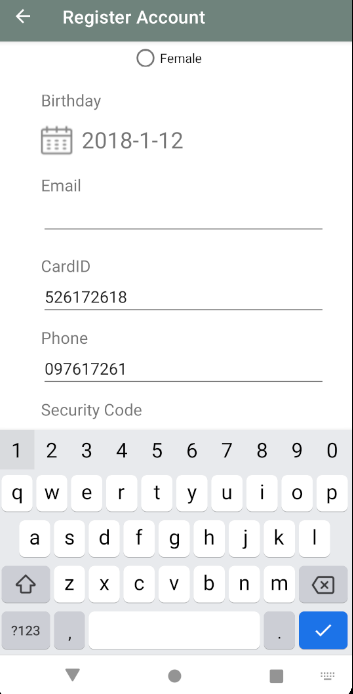 Register Account
Female
Birthday
2018-1-12
Email
CardID
526172618
Phone
097617261
Security Code
1 2 3 4 5 6 7 8 9 0
q w e r t y u i o p
a s d f g h j k l
z x c v b n m
?123 , .